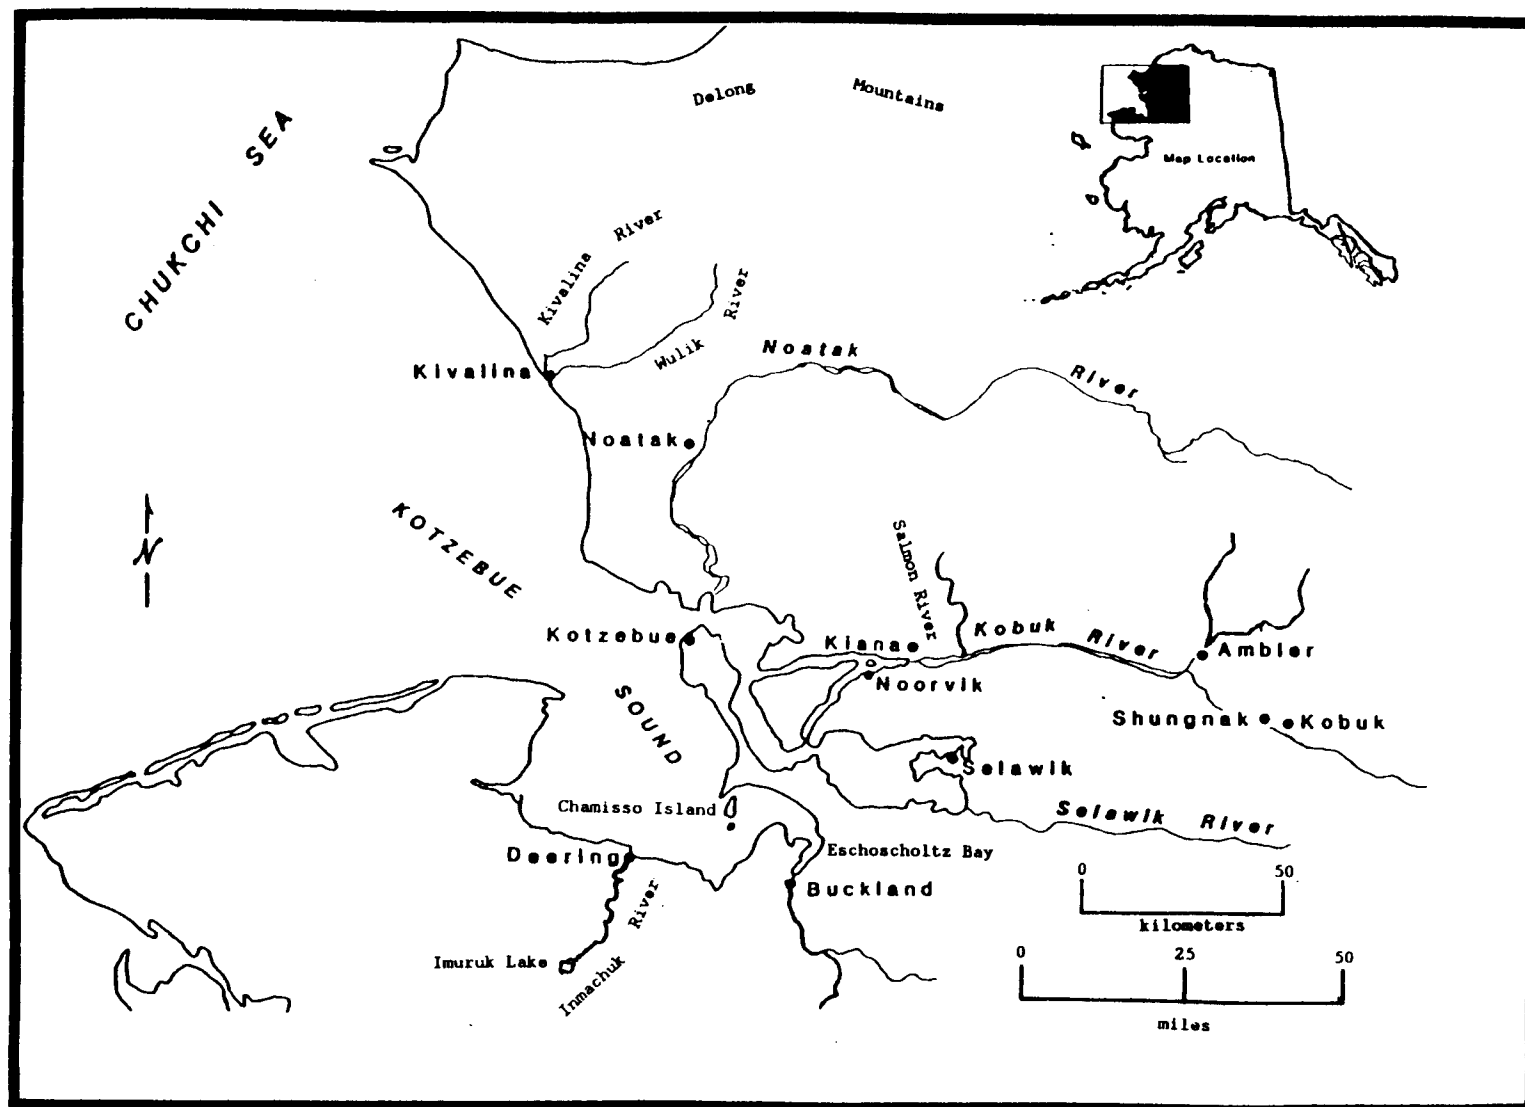 Delong Mountains
CHUKCHI SEA
Map Location
Kivalina River
Wulik River
Noatak River
Kivalina
Noatak
N
KOTZEBUE
SOUND
Salmon River
Kobuk River
Kotzebue
Kiana
Ambler
Noorvik
Shungnak
Kobuk
Selawik
Chamisso Island
Selawik River
Deering
Eschoscholtz Bay
Buckland
Inmachuk River
Imuruk Lake
0 50
kilometers
0 25 50
miles